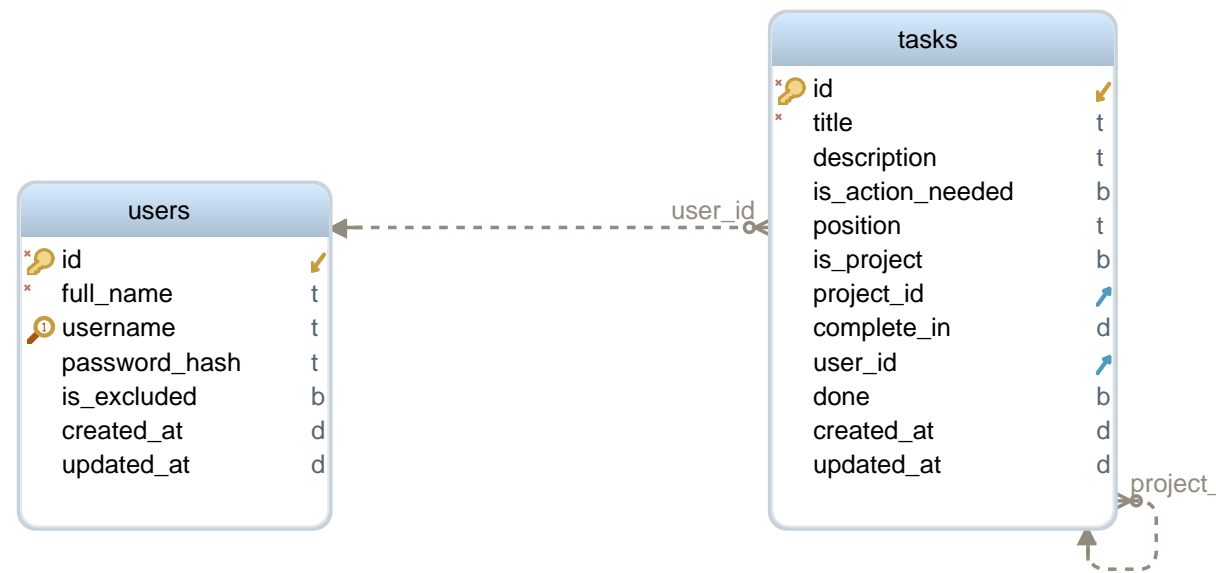 users
id
full_name t
username t
password_hash t
is_excluded b
created_at d
updated_at d
user_id
tasks
id
title t
description t
is_action_needed b
position t
is_project b
project_id
complete_in d
user_id
done b
created_at d
updated_at d
project_